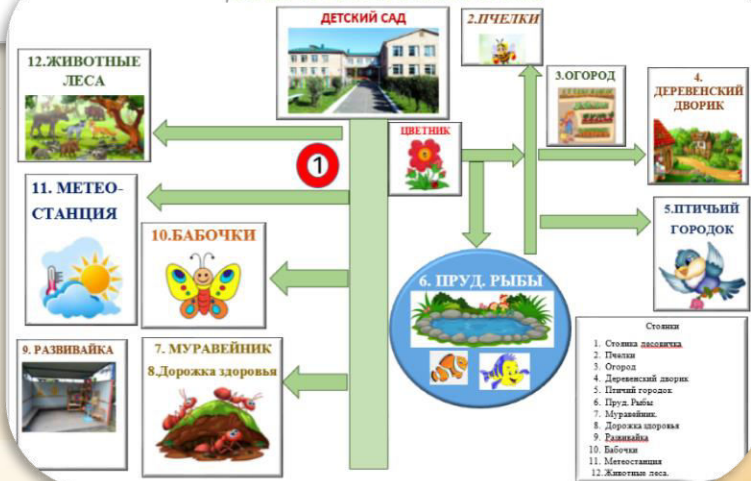 ДЕТСКИЙ САД
2.ПЧЕЛКИ
12.ЖИВОТНЫЕ
ЛЕСА
3.ОГОРОД
4.
ДЕРЕВЕНСКИЙ
ДВОРИК
ЦВЕТНИК
1
11. МЕТЕО-
СТАНЦИЯ
10.БАБОЧКИ
5.ПТИЧЬИЙ
ГОРОДОК
6. ПРУД. РЫБЫ
9. РАЗВИВАЙКА
7. МУРАВЕЙНИК
8.Дорожка здоровья
Стоянки
1. Стоянка лесовичка
2. Пчелки
3. Огород
4. Деревенский дворик
5. Птичий городок
6. Пруд. Рыбы
7. Муравейник.
8. Дорожка здоровья
9. Развивайка
10. Бабочки
11. Метеостанция
12. Животные леса.